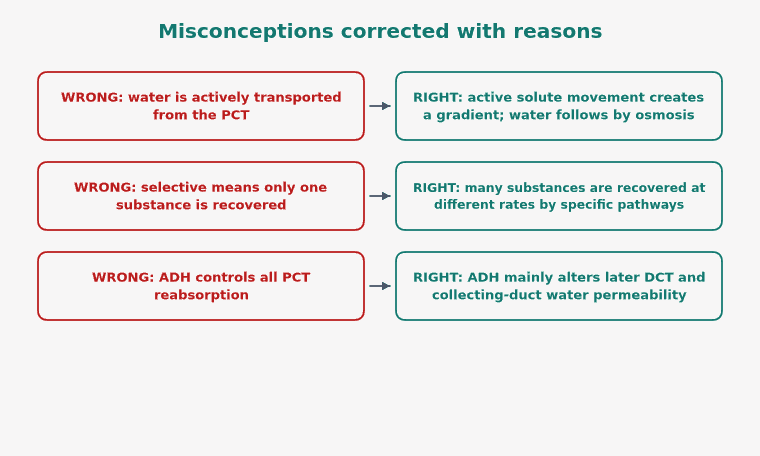 Misconceptions corrected with reasons
WRONG: water is actively transported
from the PCT
RIGHT: active solute movement creates
a gradient; water follows by osmosis
WRONG: selective means only one
substance is recovered
RIGHT: many substances are recovered at
different rates by specific pathways
WRONG: ADH controls all PCT
reabsorption
RIGHT: ADH mainly alters later DCT and
collecting-duct water permeability